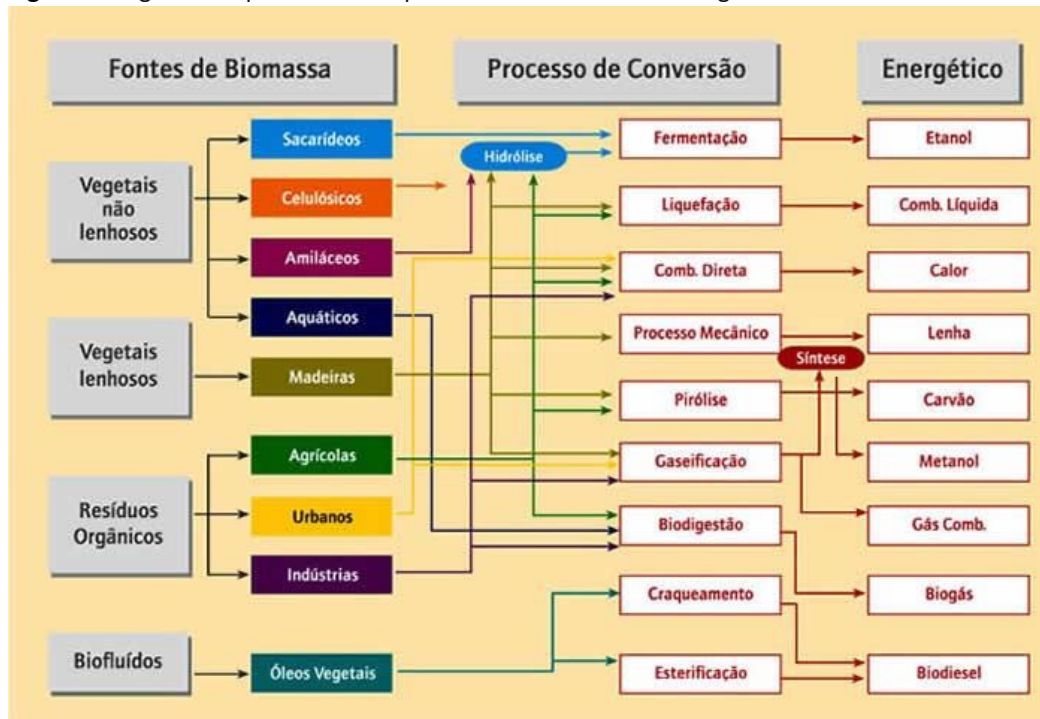 Fontes de Biomassa
Processo de Conversão
Energético
Vegetais
não
lenhosos
Vegetais
lenhosos
Resíduos
Orgânicos
Biofluídos
Sacarídeos
Celulósicos
Amiláceos
Aquáticos
Madeiras
Agrícolas
Urbanos
Indústrias
Óleos Vegetais
Hidrólise
Fermentação
Liquefação
Comb. Direta
Processo Mecânico
Pirólise
Gaseificação
Biodigestão
Craqueamento
Esterificação
Síntese
Etanol
Comb. Líquida
Calor
Lenha
Carvão
Metanol
Gás Comb.
Biogás
Biodiesel